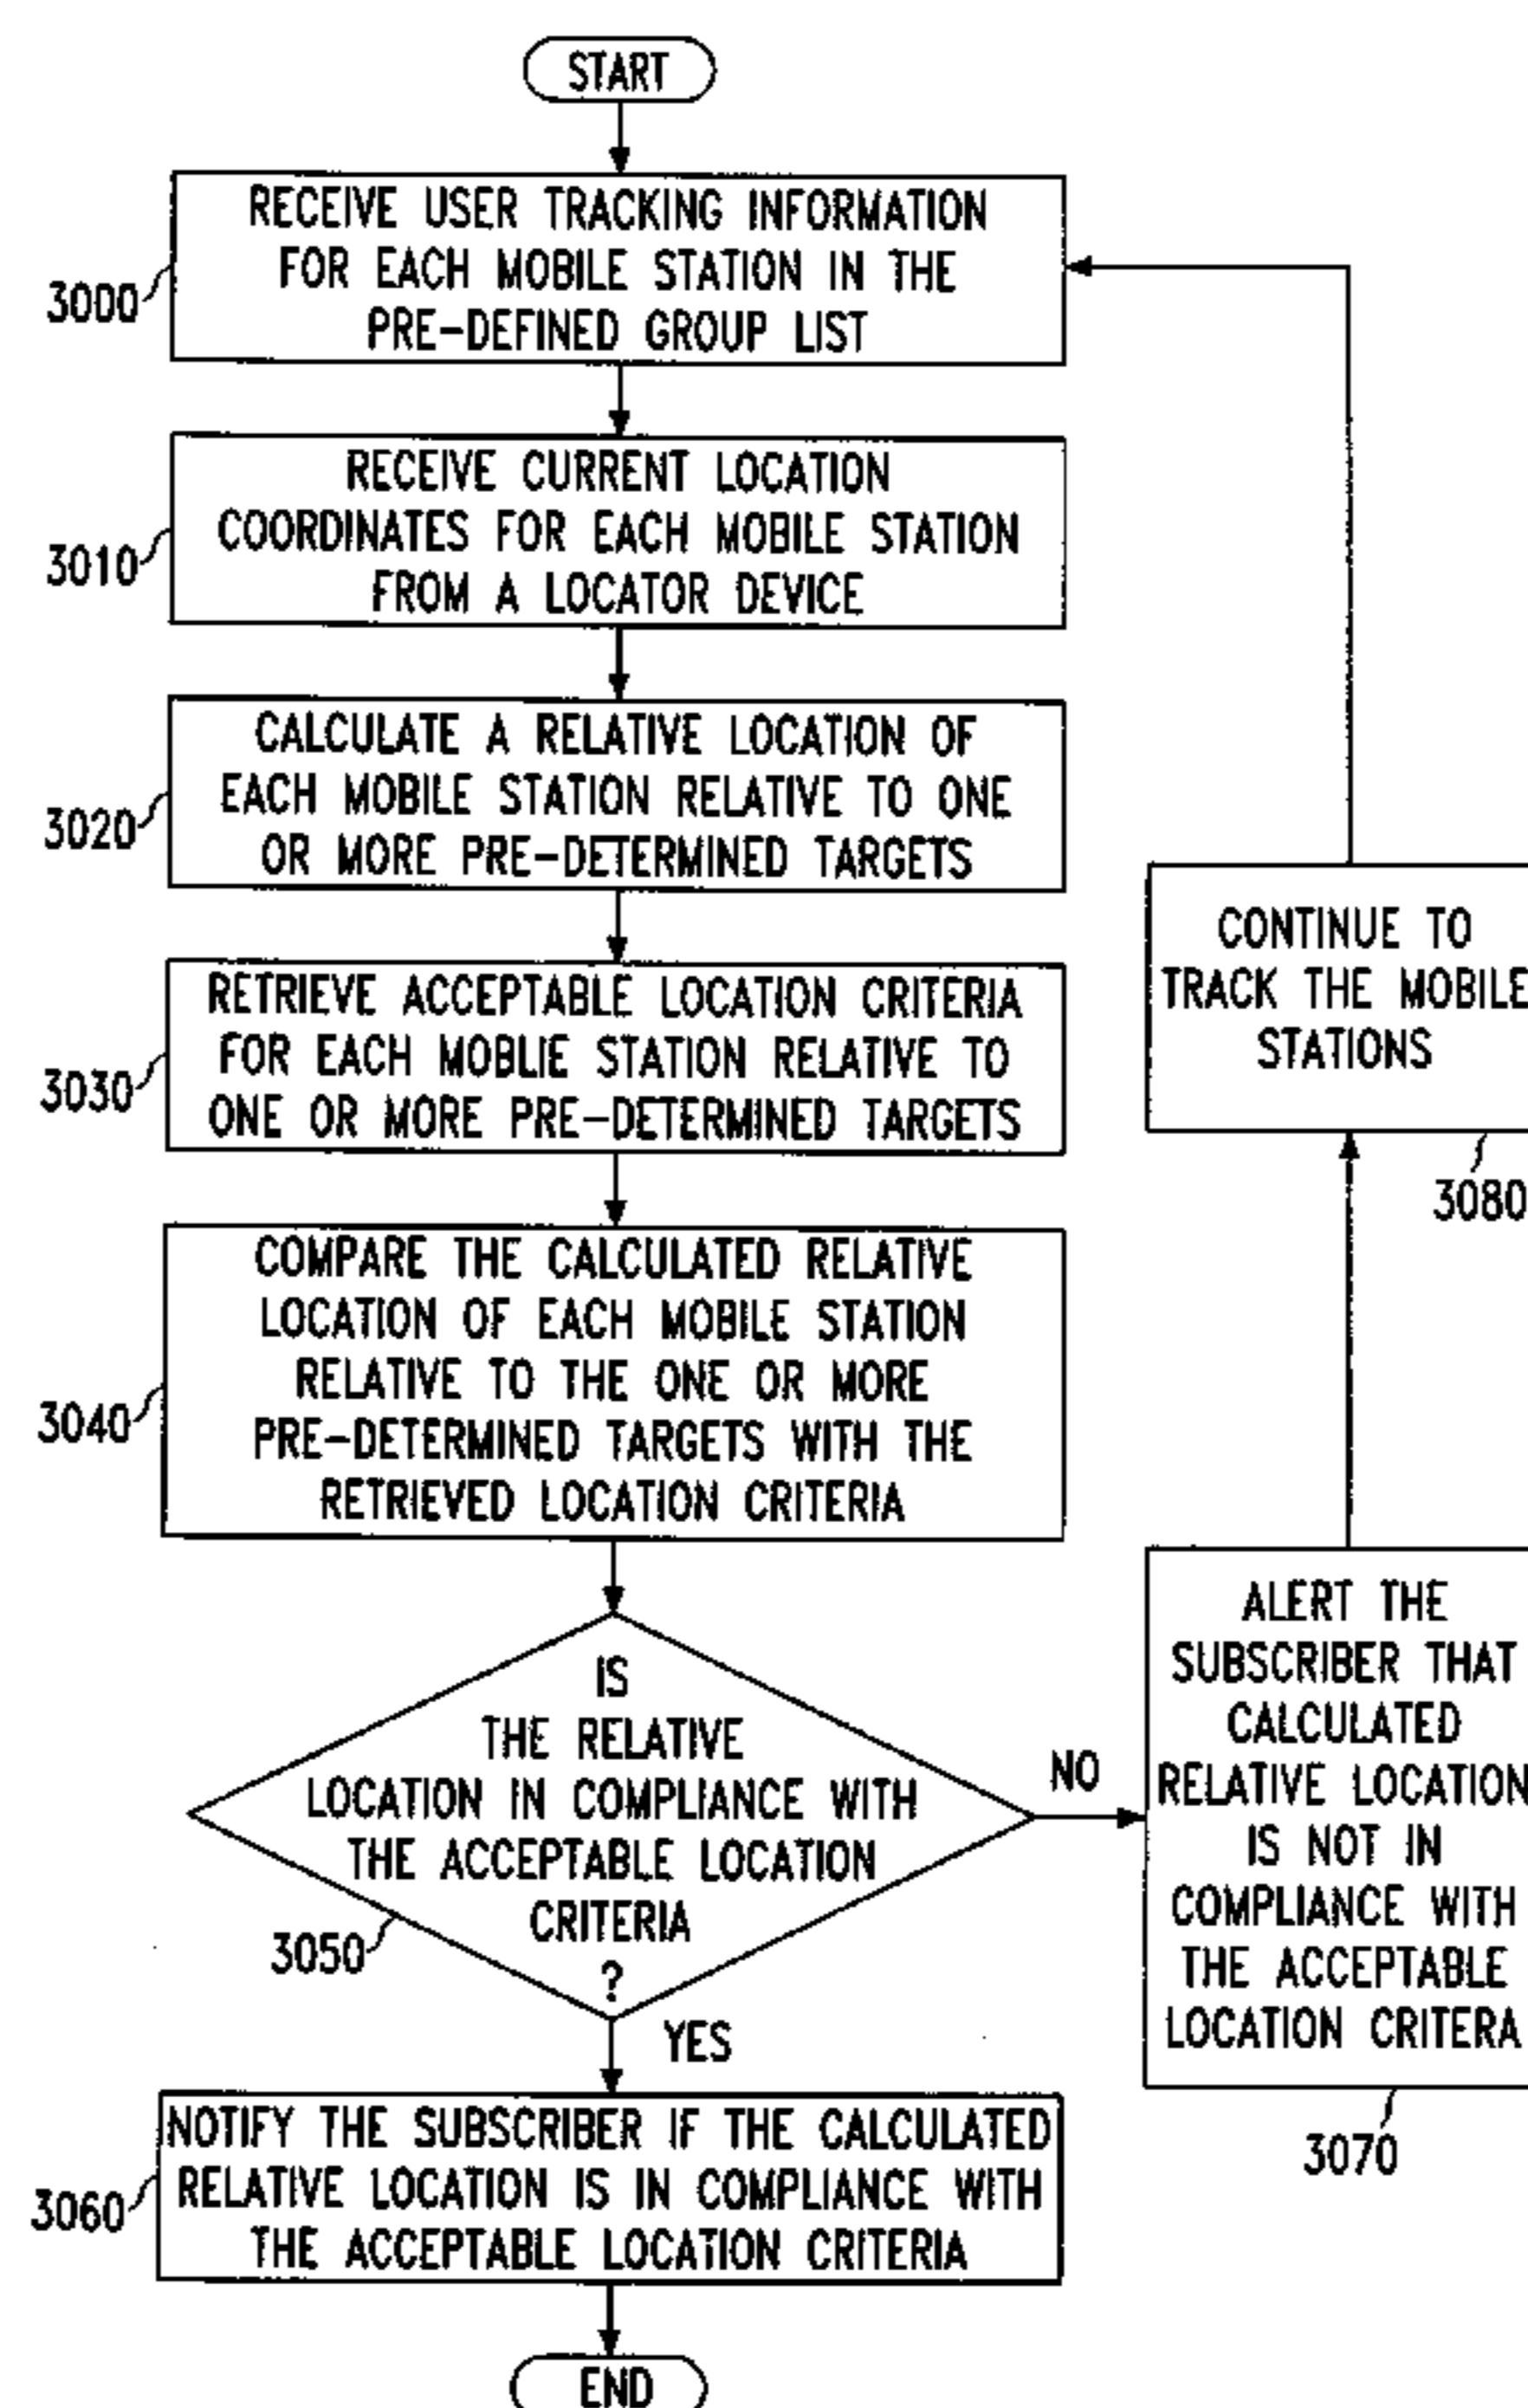 START
RECEIVE USER TRACKING INFORMATION
FOR EACH MOBILE STATION IN THE
PRE-DEFINED GROUP LIST
3000
RECEIVE CURRENT LOCATION
COORDINATES FOR EACH MOBILE STATION
FROM A LOCATOR DEVICE
3010
CALCULATE A RELATIVE LOCATION OF
EACH MOBILE STATION RELATIVE TO ONE
OR MORE PRE-DETERMINED TARGETS
3020
RETRIEVE ACCEPTABLE LOCATION CRITERIA
FOR EACH MOBLIE STATION RELATIVE TO
ONE OR MORE PRE-DETERMINED TARGETS
3030
COMPARE THE CALCULATED RELATIVE
LOCATION OF EACH MOBILE STATION
RELATIVE TO THE ONE OR MORE
PRE-DETERMINED TARGETS WITH THE
RETRIEVED LOCATION CRITERIA
3040
IS
THE RELATIVE
LOCATION IN COMPLIANCE WITH
THE ACCEPTABLE LOCATION
CRITERIA
?
3050
YES
NO
NOTIFY THE SUBSCRIBER IF THE CALCULATED
RELATIVE LOCATION IS IN COMPLIANCE WITH
THE ACCEPTABLE LOCATION CRITERIA
3060
END
ALERT THE
SUBSCRIBER THAT
CALCULATED
RELATIVE LOCATION
IS NOT IN
COMPLIANCE WITH
THE ACCEPTABLE
LOCATION CRITERA
3070
CONTINUE TO
TRACK THE MOBILE
STATIONS
3080